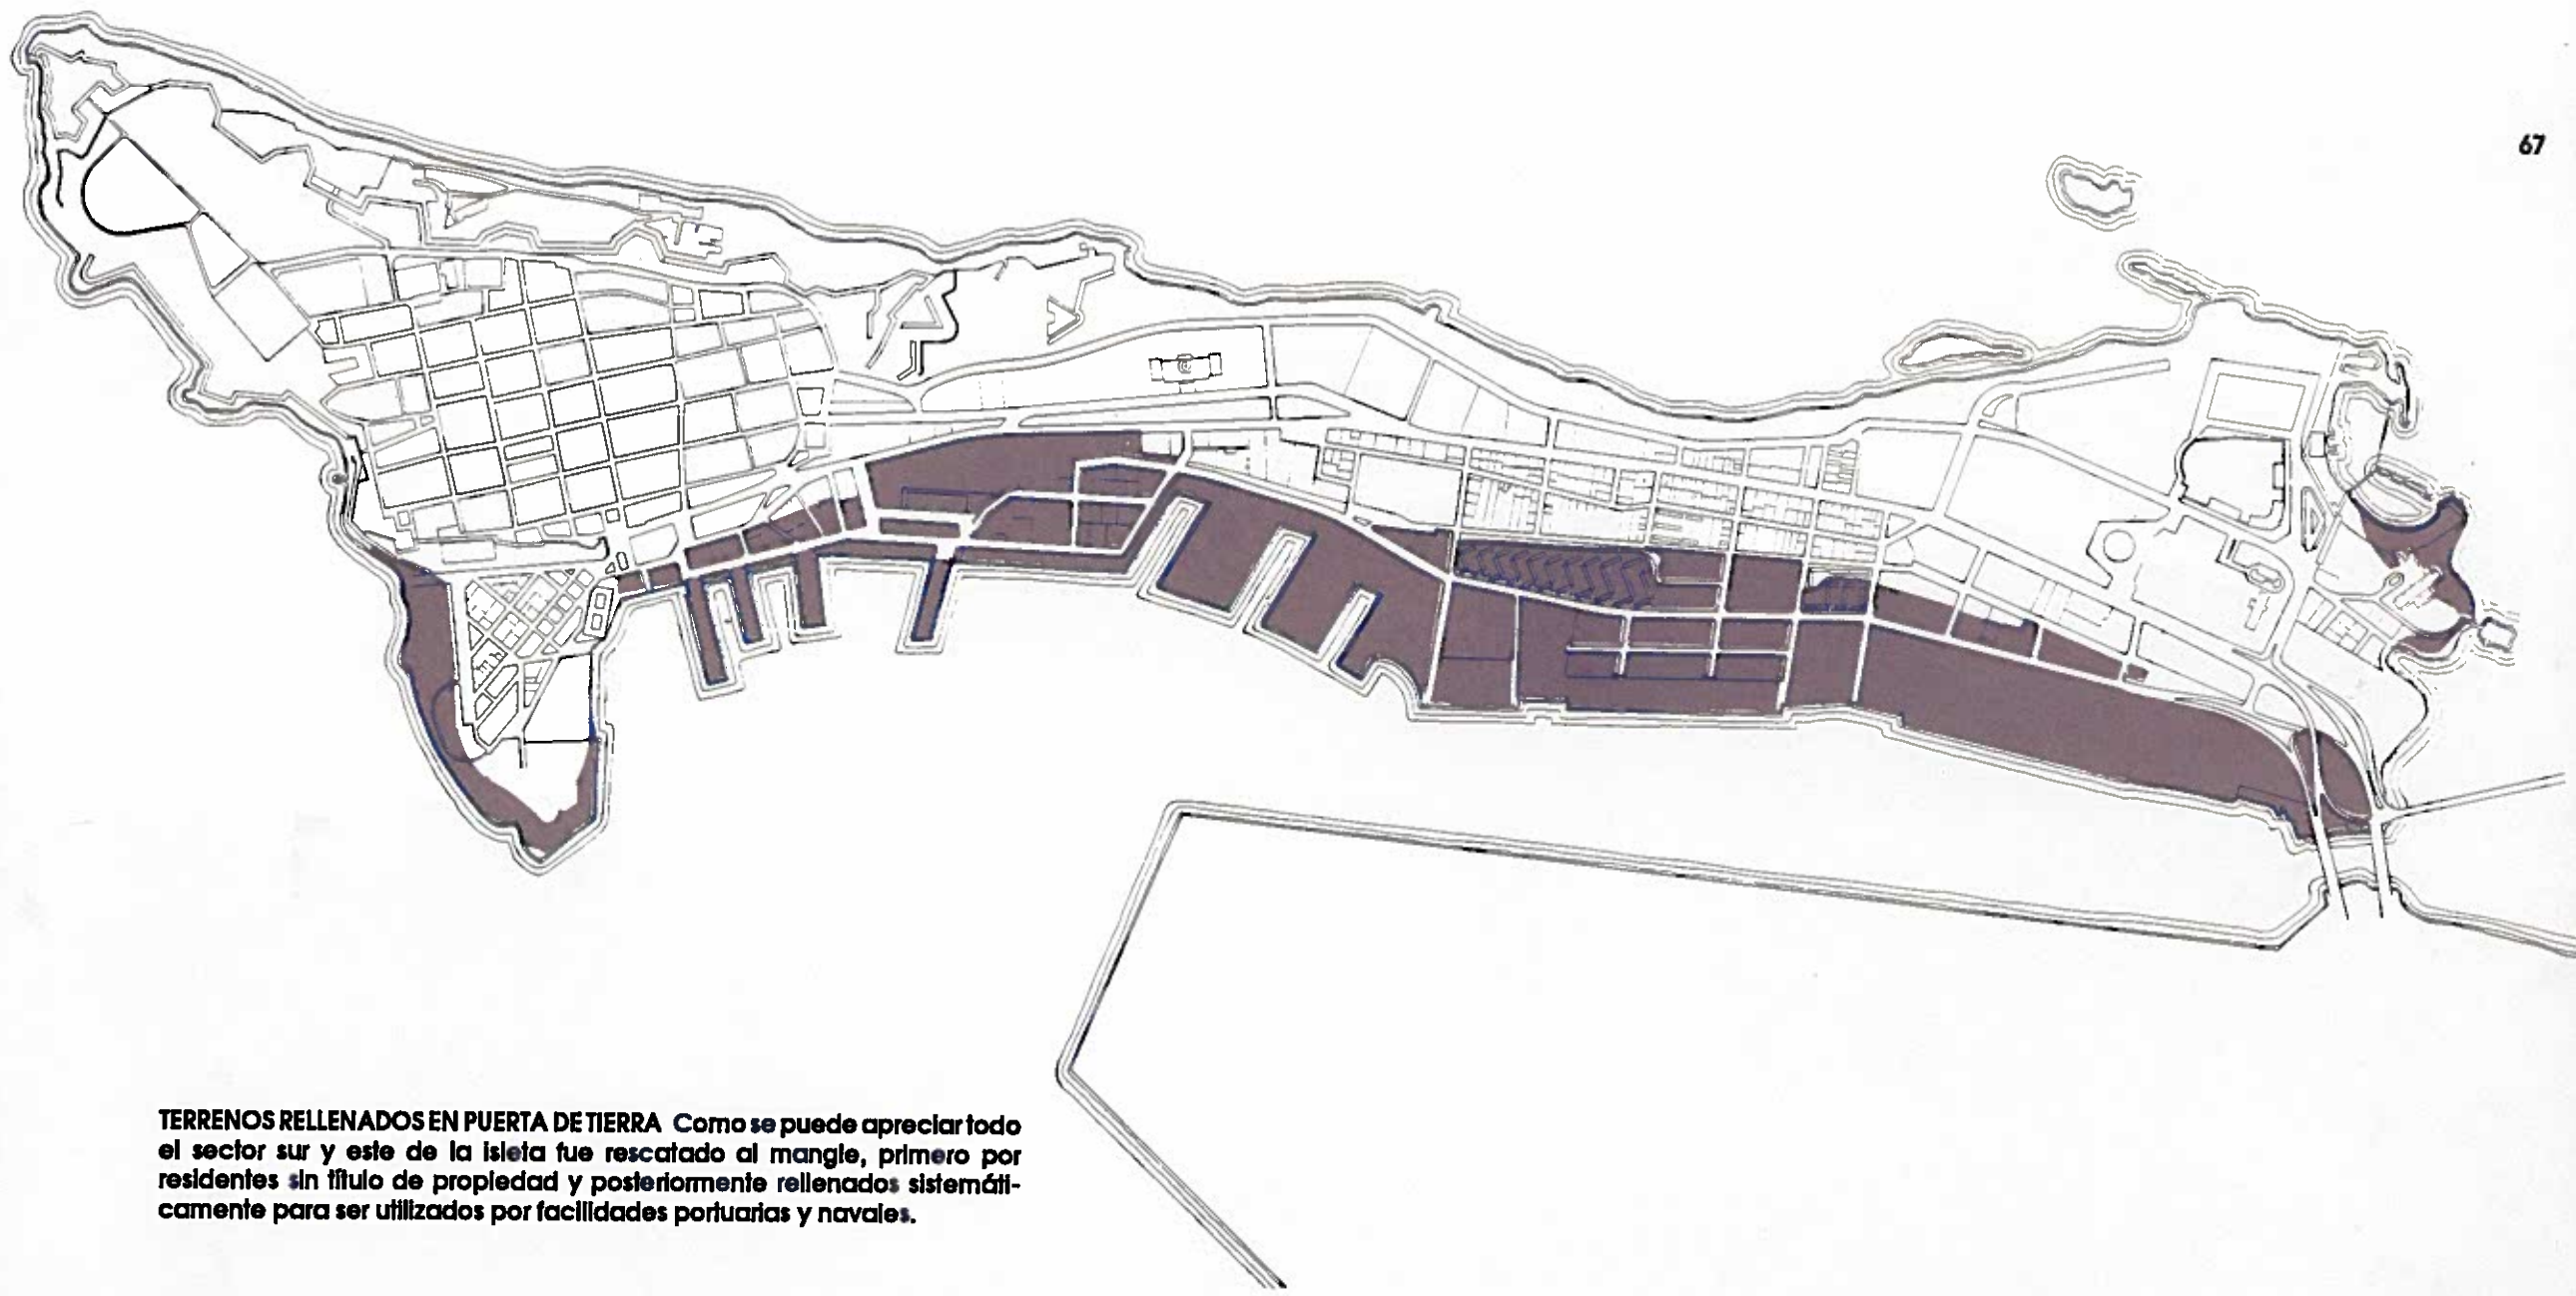 67
TERRENOS RELLENADOS EN PUERTA DE TIERRA Como se puede apreciar todo
el sector sur y este de la isleta fue rescatado al mangle, primero por
residentes sin título de propiedad y posteriormente rellenados sistemáti-
camente para ser utilizados por facilidades portuarias y navales.